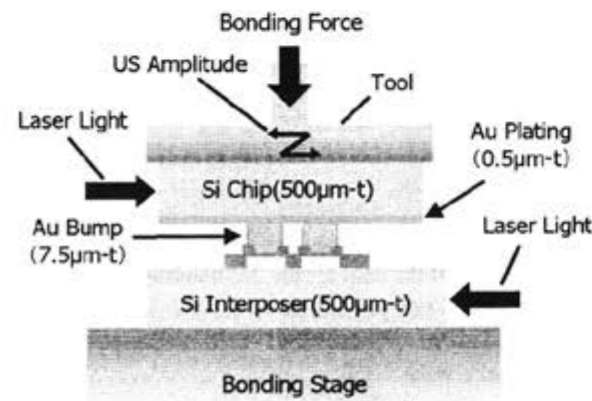 Bonding Force
US Amplitude
Tool
Laser Light
Au Plating
(0.5μm-t)
Si Chip(500μm-t)
Au Bump
(7.5μm-t)
Laser Light
Si Interposer(500μm-t)
Bonding Stage